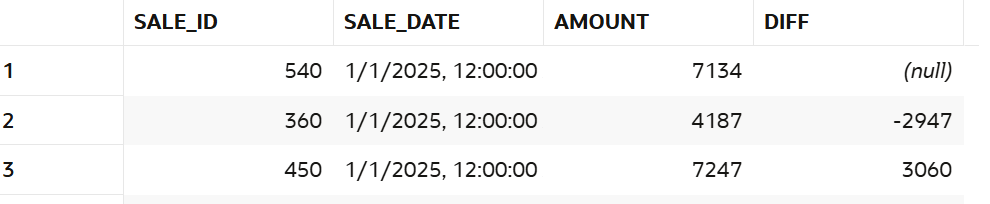 SALE_ID SALE_DATE AMOUNT DIFF
1 540 1/1/2025, 12:00:00 7134 (null)
2 360 1/1/2025, 12:00:00 4187 -2947
3 450 1/1/2025, 12:00:00 7247 3060